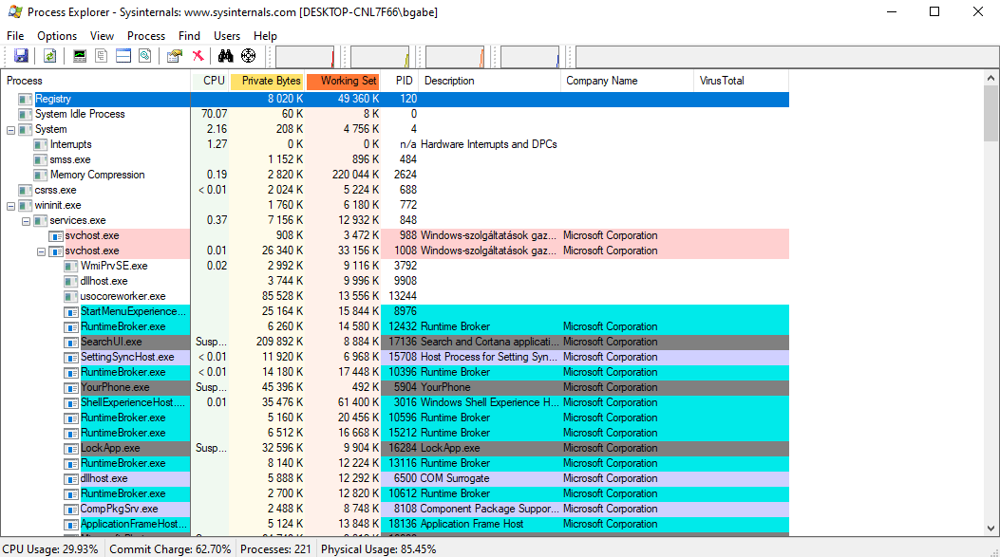 Process Explorer - Sysinternals: www.sysinternals.com [DESKTOP-CNL7F66\bgabe]
File Options View Process Find Users Help
Process CPU Private Bytes Working Set PID Description Company Name VirusTotal
Registry 8 020 K 49 360 K 120
System Idle Process 70.07 60 K 8 K 0
System 2.16 208 K 4 756 K 4
Interrupts 1.27 0 K 0 K n/a Hardware Interrupts and DPCs
smss.exe 1 152 K 896 K 484
Memory Compression 0.19 2 820 K 220 044 K 2624
csrss.exe < 0.01 2 024 K 5 224 K 688
wininit.exe 1 760 K 6 180 K 772
services.exe 0.37 7 156 K 12 932 K 848
svchost.exe 908 K 3 472 K 988 Windows-szolgáltatások gaz... Microsoft Corporation
svchost.exe 0.01 26 340 K 33 156 K 1008 Windows-szolgáltatások gaz... Microsoft Corporation
WmiPrvSE.exe 0.02 2 992 K 9 116 K 3792
dllhost.exe 3 744 K 9 996 K 9908
usocoreworker.exe 85 528 K 13 556 K 13244
StartMenuExperience... 25 164 K 15 844 K 8976
RuntimeBroker.exe 6 260 K 14 580 K 12432 Runtime Broker Microsoft Corporation
SearchUI.exe Susp... 209 892 K 8 884 K 17136 Search and Cortana applicati... Microsoft Corporation
SettingSyncHost.exe < 0.01 11 920 K 6 968 K 15708 Host Process for Setting Syn... Microsoft Corporation
RuntimeBroker.exe < 0.01 14 180 K 17 448 K 10396 Runtime Broker Microsoft Corporation
YourPhone.exe Susp... 45 396 K 492 K 5904 YourPhone Microsoft Corporation
ShellExperienceHost.... 0.01 35 476 K 61 400 K 3016 Windows Shell Experience H... Microsoft Corporation
RuntimeBroker.exe 5 160 K 20 456 K 10596 Runtime Broker Microsoft Corporation
RuntimeBroker.exe 6 512 K 16 668 K 15212 Runtime Broker Microsoft Corporation
LockApp.exe Susp... 32 596 K 9 904 K 16284 LockApp.exe Microsoft Corporation
RuntimeBroker.exe 8 140 K 12 224 K 13116 Runtime Broker Microsoft Corporation
dllhost.exe 5 888 K 12 292 K 6500 COM Surrogate Microsoft Corporation
RuntimeBroker.exe 2 700 K 12 820 K 10612 Runtime Broker Microsoft Corporation
CompPkgSrv.exe 2 488 K 8 748 K 8108 Component Package Suppor... Microsoft Corporation
ApplicationFrameHost... 5 124 K 13 848 K 18136 Application Frame Host Microsoft Corporation
CPU Usage: 29.93% Commit Charge: 62.70% Processes: 221 Physical Usage: 85.45%